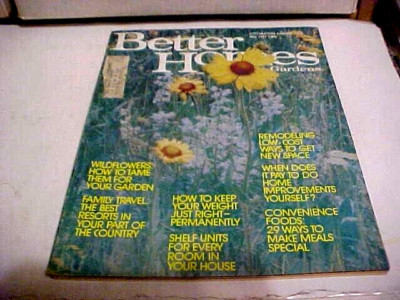 Better
Homes
Gardens
WILDFLOWERS:
HOW TO TAME
THEM FOR
YOUR GARDEN
FAMILY TRAVEL:
THE BEST
RESORTS IN
YOUR PART OF
THE COUNTRY
HOW TO KEEP
YOUR WEIGHT
JUST RIGHT—
PERMANENTLY
SHELF UNITS
FOR EVERY
ROOM IN
YOUR HOUSE
REMODELING:
LOW-COST
WAYS TO GET
NEW SPACE
WHEN DOES
IT PAY TO DO
HOME
IMPROVEMENTS
YOURSELF?
CONVENIENCE
FOODS:
29 WAYS TO
MAKE MEALS
SPECIAL